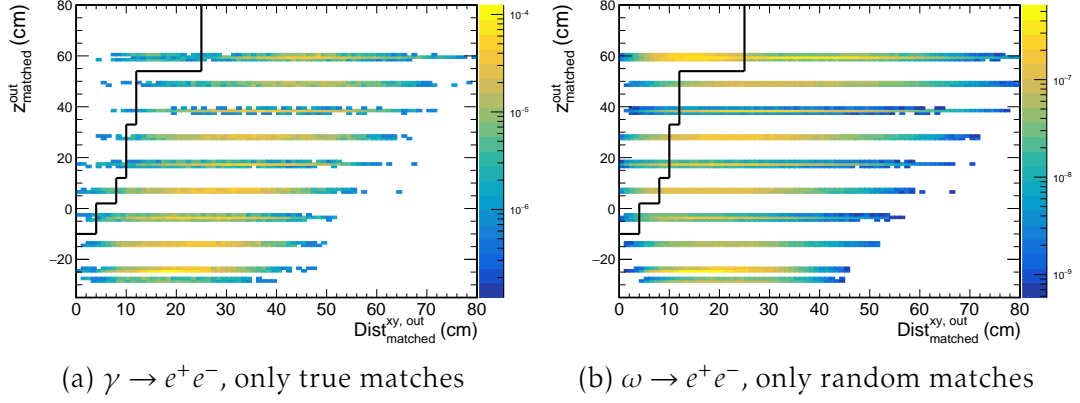 Z^out_matched (cm)
80
60
40
20
0
−20
0 10 20 30 40 50 60 70 80
Dist^xy, out_matched (cm)
10^−4
10^−5
10^−6
(a) γ → e⁺e⁻, only true matches
Z^out_matched (cm)
80
60
40
20
0
−20
0 10 20 30 40 50 60 70 80
Dist^xy, out_matched (cm)
10^−7
10^−8
10^−9
(b) ω → e⁺e⁻, only random matches